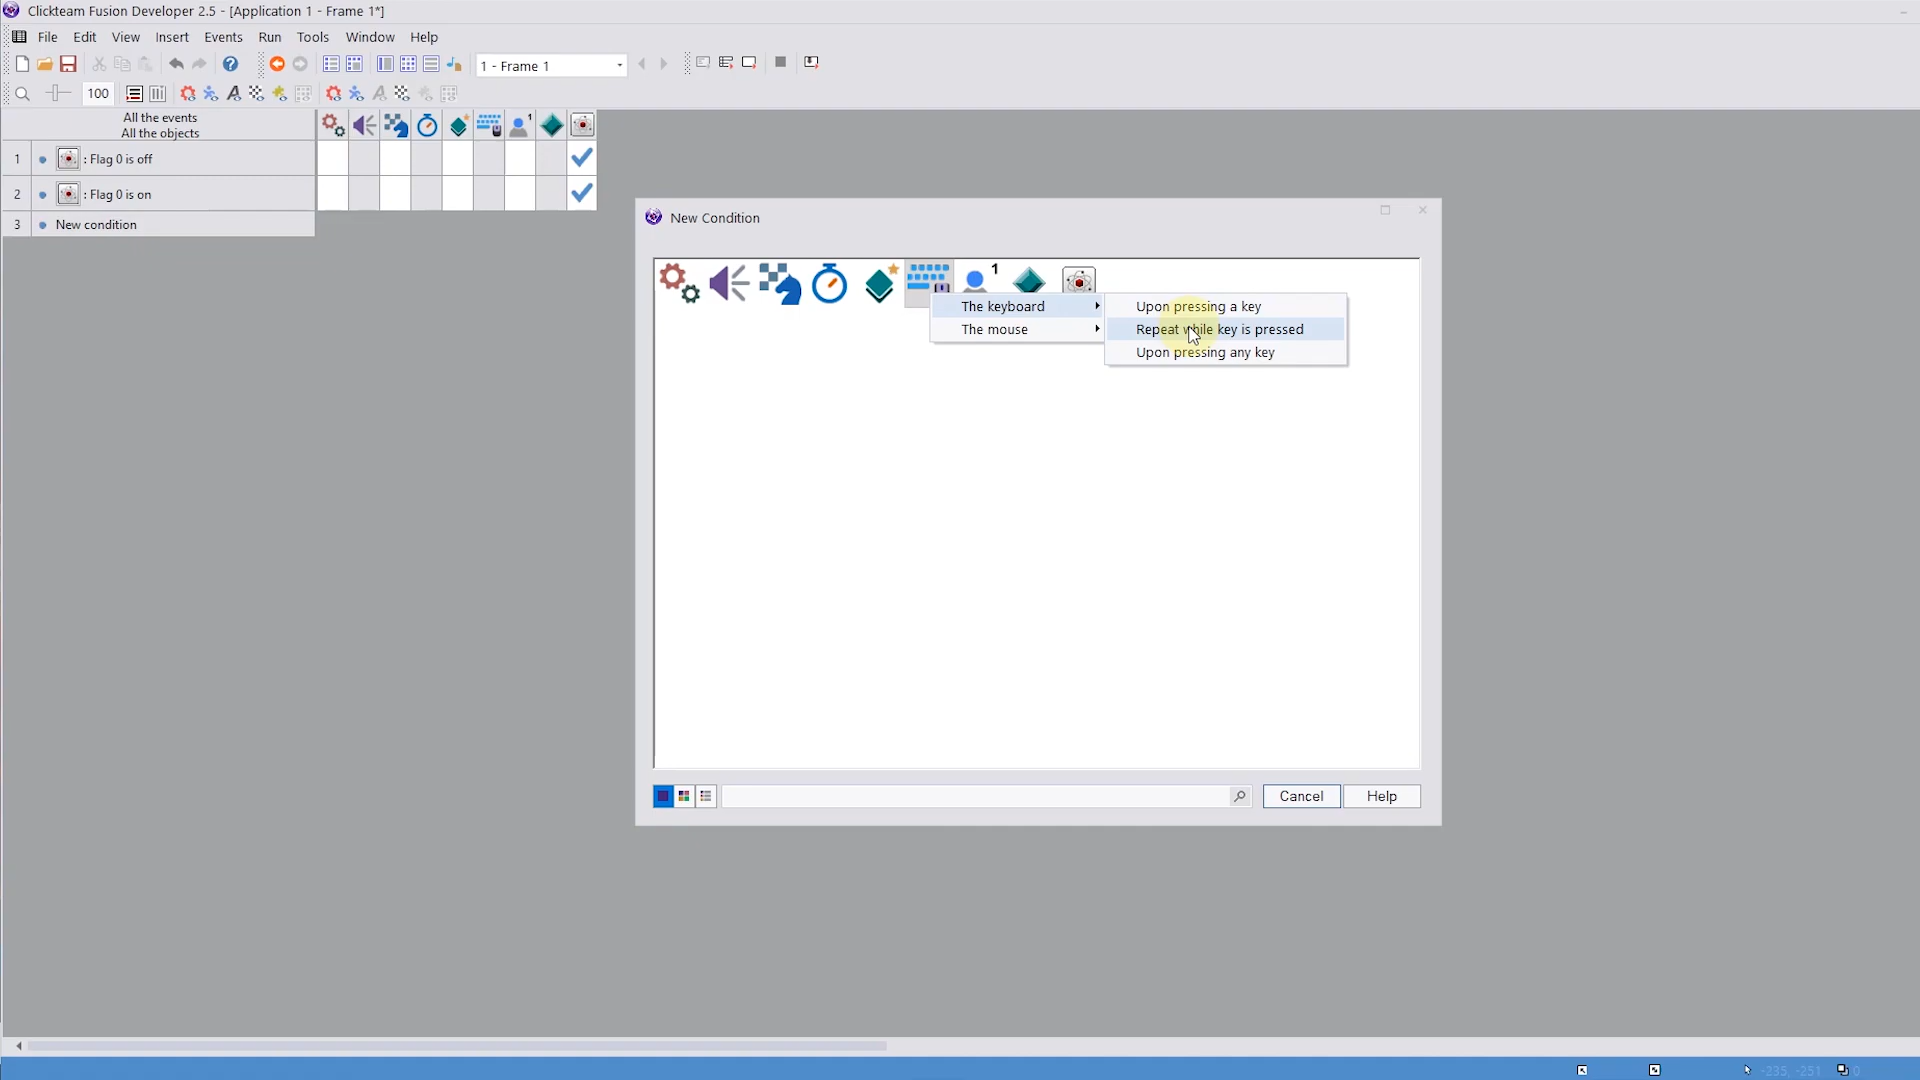 Clickteam Fusion Developer 2.5 - [Application 1 - Frame 1*]
File Edit View Insert Events Run Tools Window Help
1 - Frame 1
100
All the events
All the objects
1 : Flag 0 is off
2 : Flag 0 is on
3 New condition
New Condition
1
The keyboard
The mouse
Upon pressing a key
Repeat while key is pressed
Upon pressing any key
Cancel Help
-235, -251 0